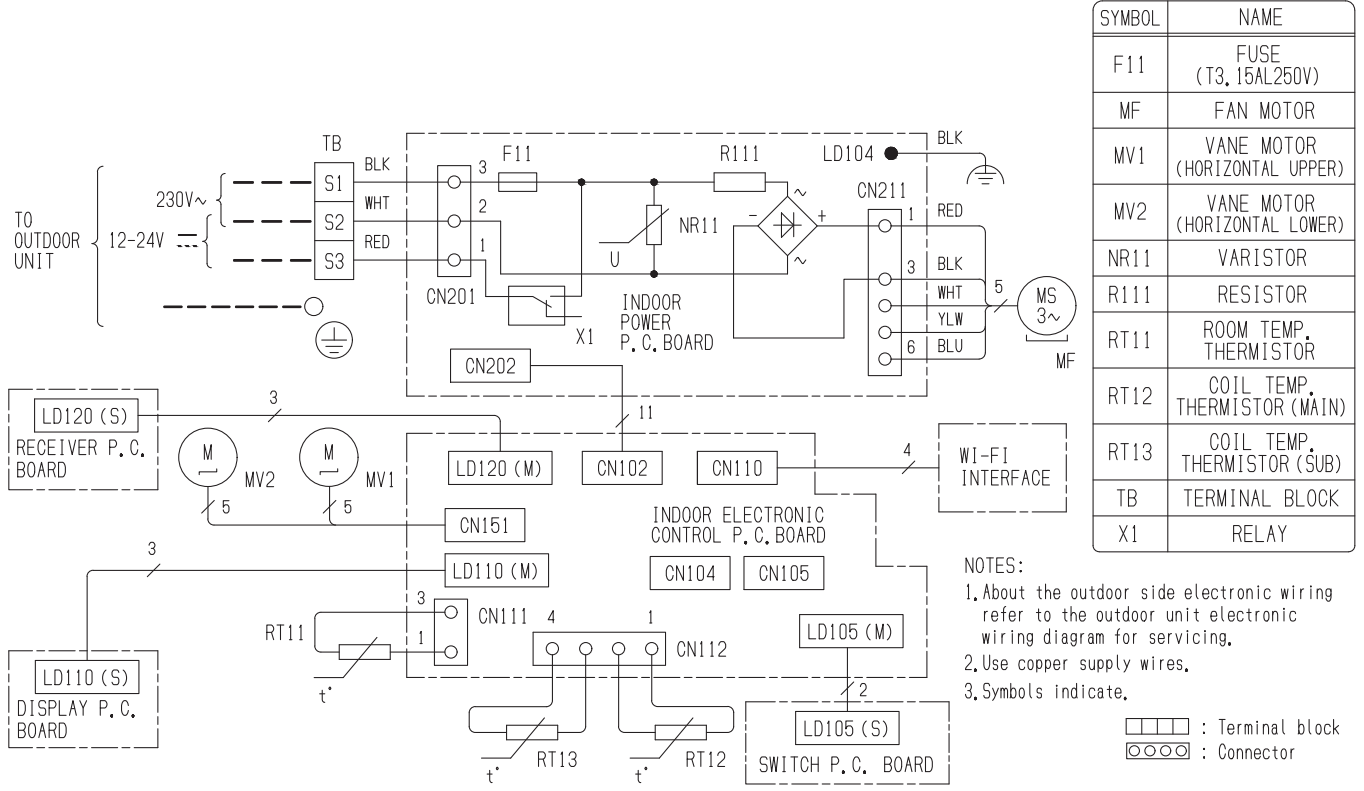 TB
BLK
WHT
RED
S1
S2
S3
230V~
12-24V
TO
OUTDOOR
UNIT
CN201
3
2
1
F11
R111
LD104
BLK
CN211
NR11
U
~
-
+
~
X1
INDOOR
POWER
P.C.BOARD
CN202
1
3
6
RED
BLK
WHT
YLW
BLU
5
MS
3~
MF
LD120(S)
RECEIVER P.C.
BOARD
3
M
MV2
5
M
MV1
5
LD120(M)
CN102
11
CN110
4
WI-FI
INTERFACE
CN151
INDOOR ELECTRONIC
CONTROL P.C.BOARD
LD110(M)
3
CN104
CN105
LD110(S)
DISPLAY P.C.
BOARD
RT11
t°
3
1
CN111
4
1
CN112
LD105(M)
2
LD105(S)
SWITCH P.C. BOARD
RT13
t°
RT12
t°
SYMBOL NAME
F11 FUSE
(T3.15AL250V)
MF FAN MOTOR
MV1 VANE MOTOR
(HORIZONTAL UPPER)
MV2 VANE MOTOR
(HORIZONTAL LOWER)
NR11 VARISTOR
R111 RESISTOR
RT11 ROOM TEMP.
THERMISTOR
RT12 COIL TEMP.
THERMISTOR(MAIN)
RT13 COIL TEMP.
THERMISTOR(SUB)
TB TERMINAL BLOCK
X1 RELAY
NOTES:
1.About the outdoor side electronic wiring
refer to the outdoor unit electronic
wiring diagram for servicing.
2.Use copper supply wires.
3.Symbols indicate.
: Terminal block
: Connector